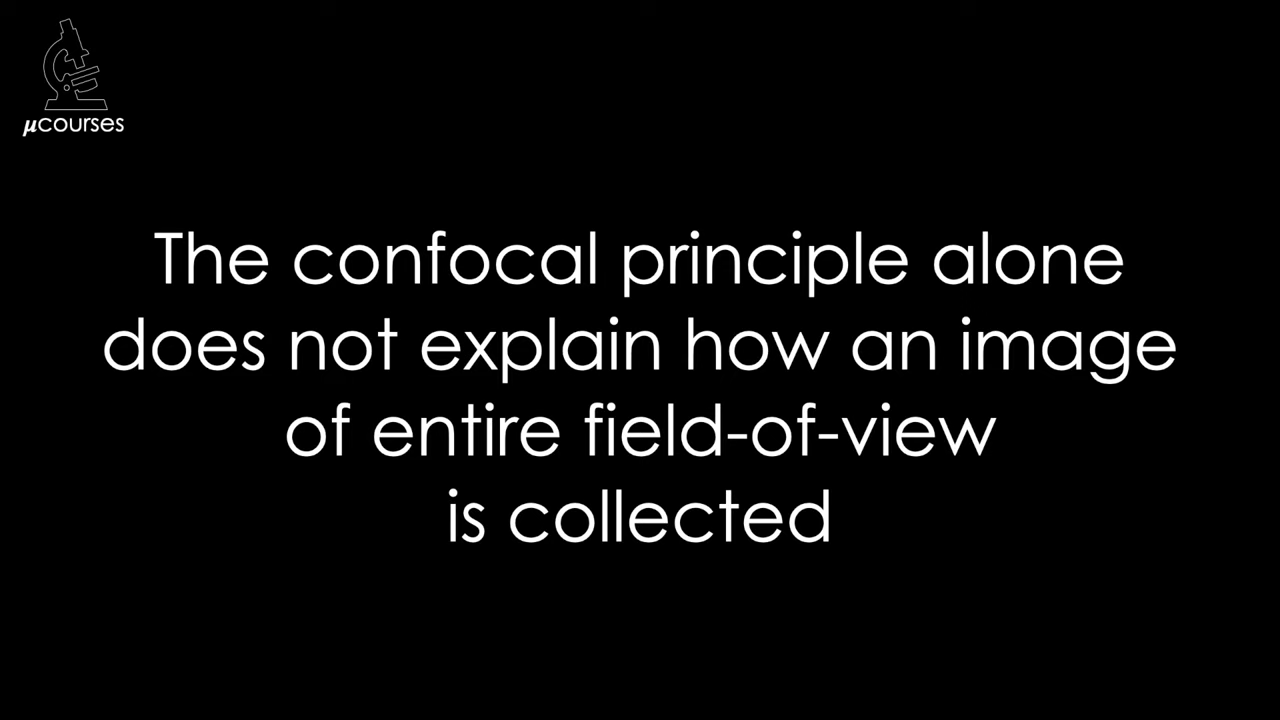 µcourses
The confocal principle alone
does not explain how an image
of entire field-of-view
is collected